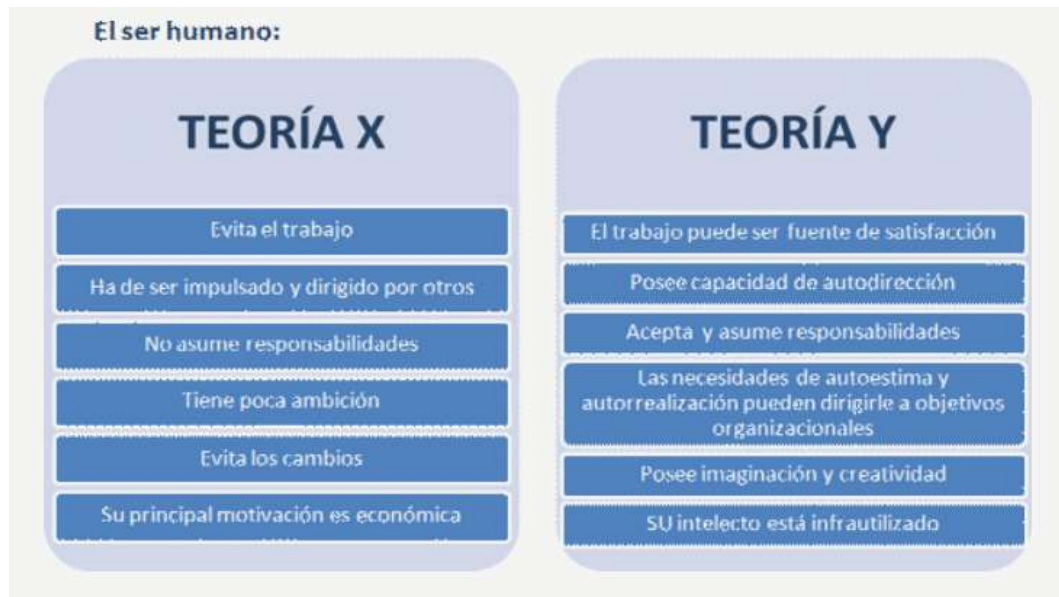 El ser humano:
TEORÍA X
Evita el trabajo
Ha de ser impulsado y dirigido por otros
No asume responsabilidades
Tiene poca ambición
Evita los cambios
Su principal motivación es económica
TEORÍA Y
El trabajo puede ser fuente de satisfacción
Posee capacidad de autodirección
Acepta y asume responsabilidades
Las necesidades de autoestima y
autorrealización pueden dirigirle a objetivos
organizacionales
Posee imaginación y creatividad
SU intelecto está infrautilizado